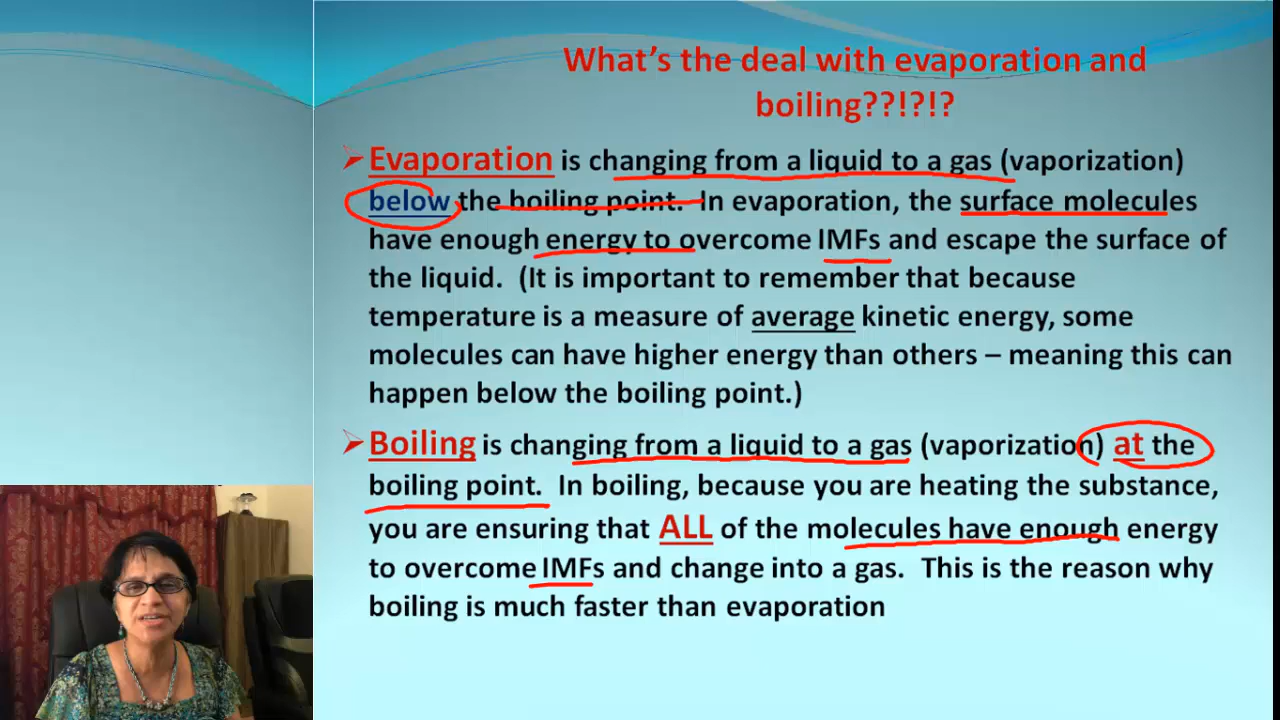 What's the deal with evaporation and
boiling??!?!?
Evaporation is changing from a liquid to a gas (vaporization)
below the boiling point. In evaporation, the surface molecules
have enough energy to overcome IMFs and escape the surface of
the liquid. (It is important to remember that because
temperature is a measure of average kinetic energy, some
molecules can have higher energy than others – meaning this can
happen below the boiling point.)
Boiling is changing from a liquid to a gas (vaporization) at the
boiling point. In boiling, because you are heating the substance,
you are ensuring that ALL of the molecules have enough energy
to overcome IMFs and change into a gas. This is the reason why
boiling is much faster than evaporation